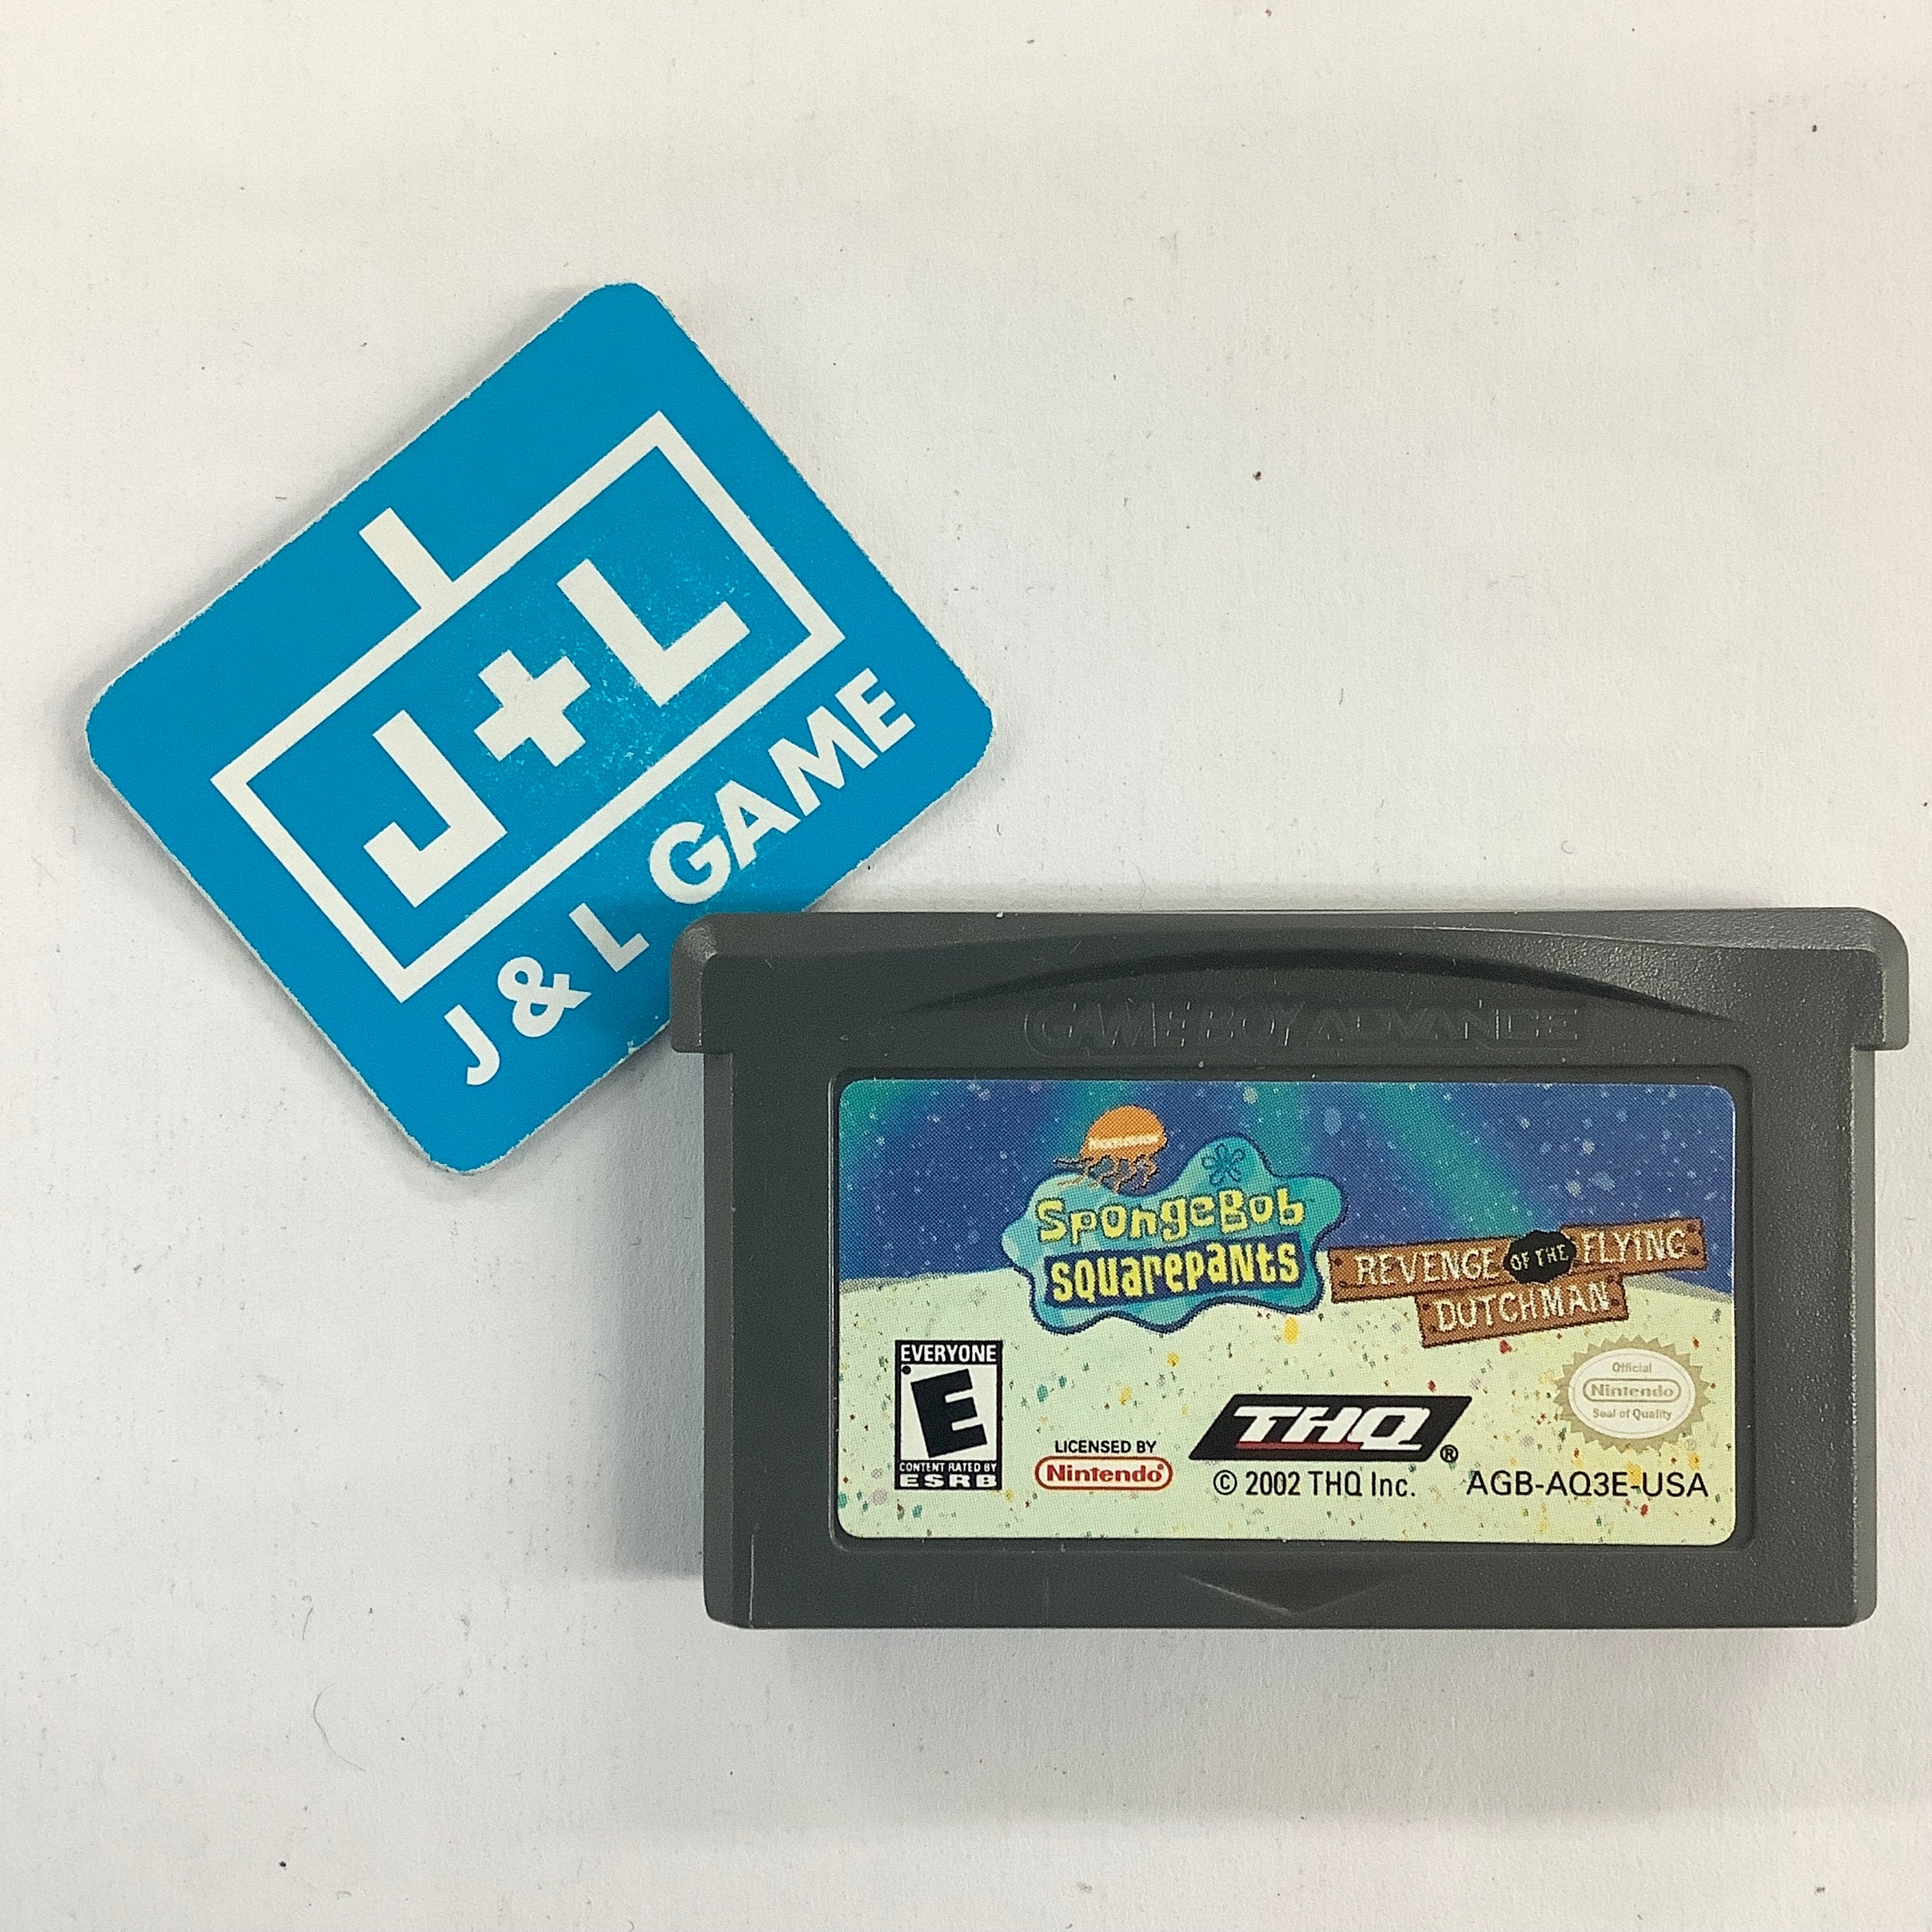 J+L
J & L GAME
GAME BOY ADVANCE
Nickelodeon
SpongeBob
SQUAREPANTS
REVENGE OF THE FLYING
DUTCHMAN
EVERYONE
E
CONTENT RATED BY
ESRB
LICENSED BY
Nintendo®
THQ®
© 2002 THQ Inc.
AGB-AQ3E-USA
Official
Nintendo
Seal of Quality